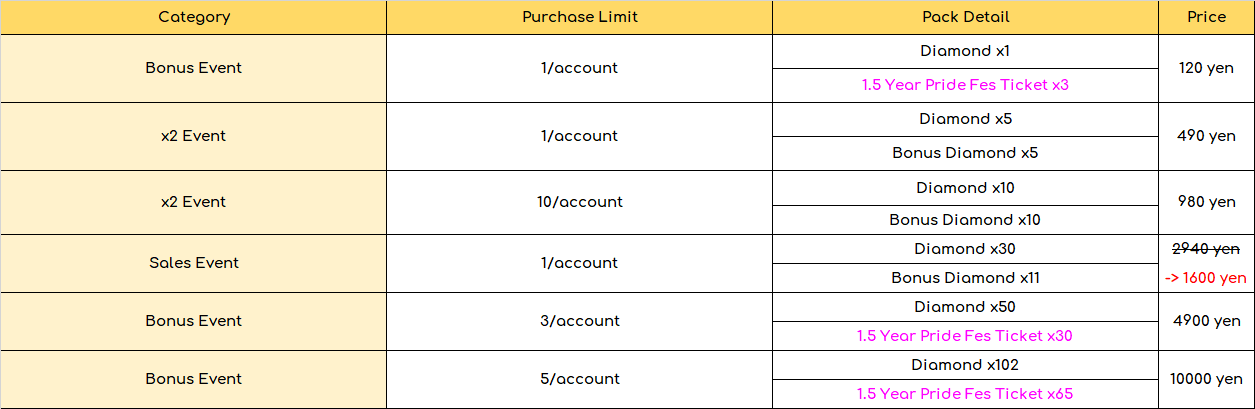 Category Purchase Limit Pack Detail Price
Bonus Event 1/account Diamond x1 120 yen
1.5 Year Pride Fes Ticket x3
x2 Event 1/account Diamond x5 490 yen
Bonus Diamond x5
x2 Event 10/account Diamond x10 980 yen
Bonus Diamond x10
Sales Event 1/account Diamond x30 2940 yen
Bonus Diamond x11 -> 1600 yen
Bonus Event 3/account Diamond x50 4900 yen
1.5 Year Pride Fes Ticket x30
Bonus Event 5/account Diamond x102 10000 yen
1.5 Year Pride Fes Ticket x65